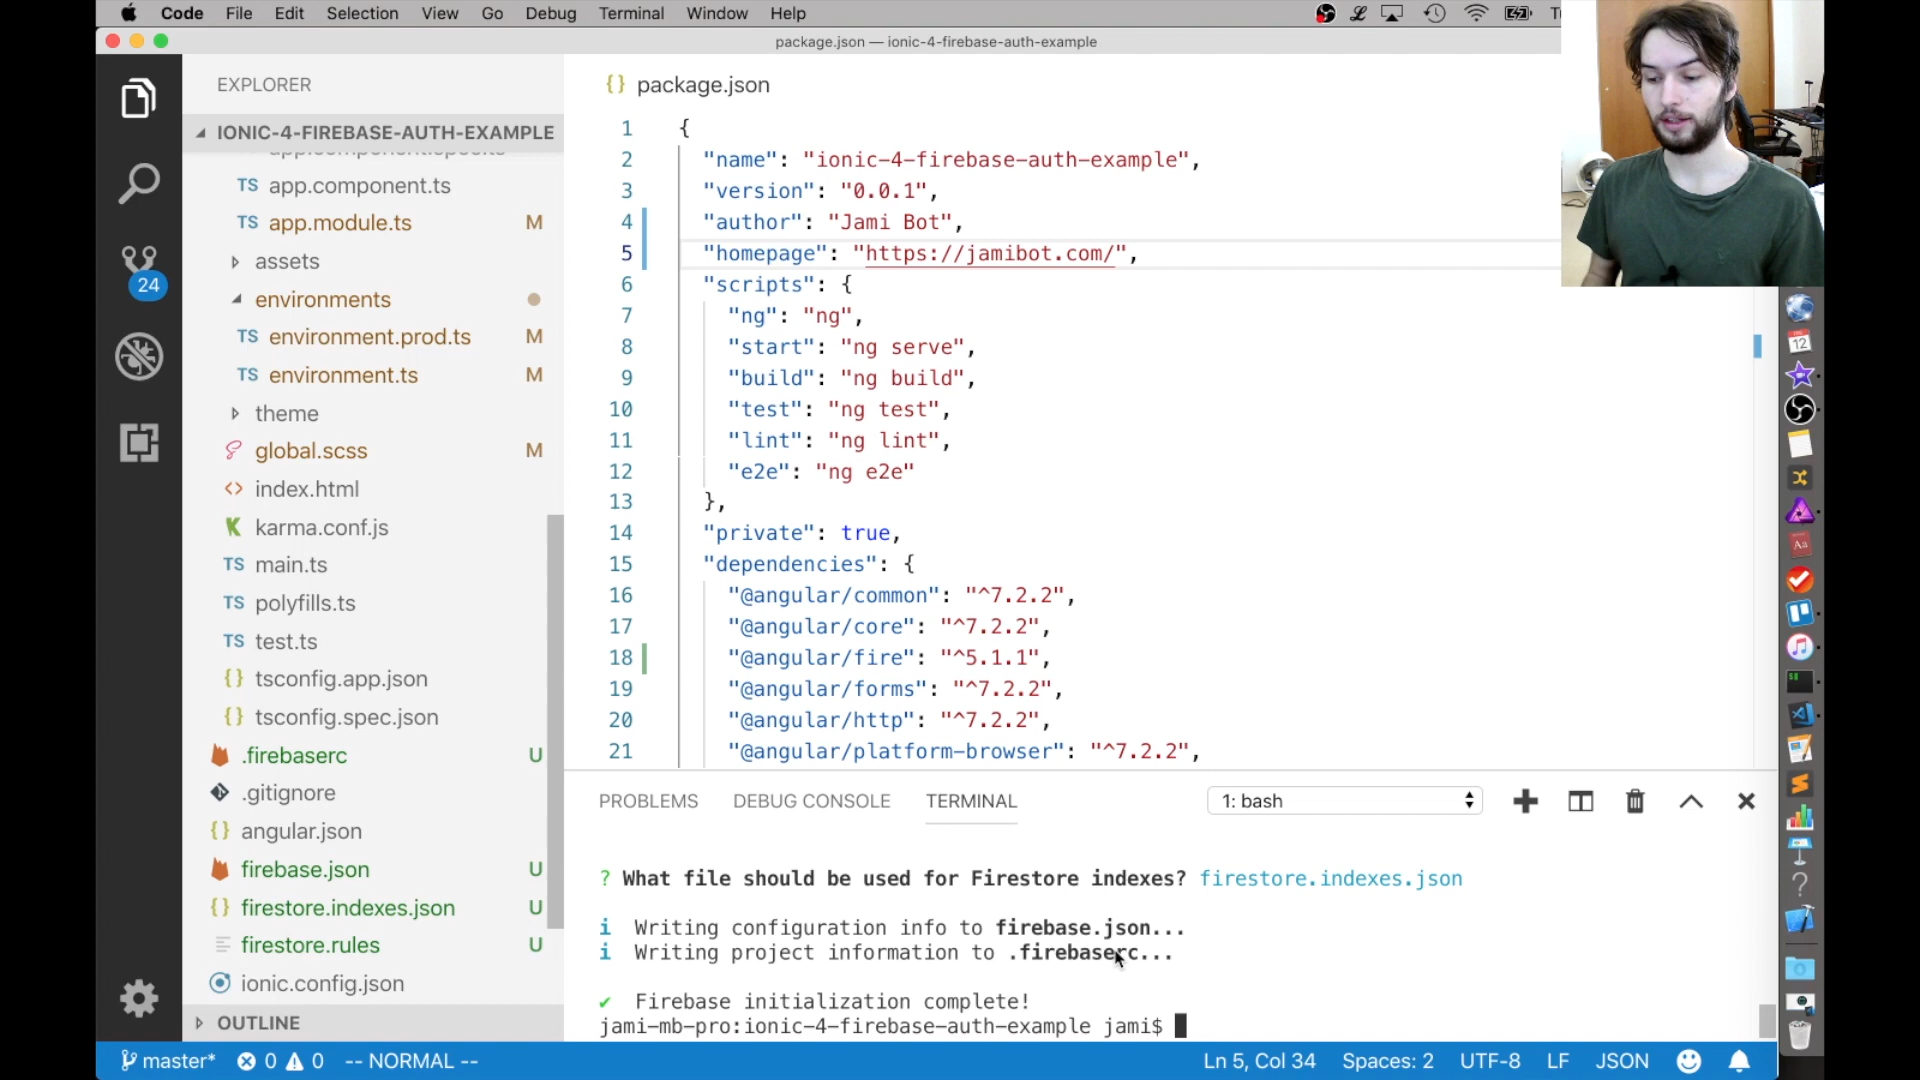 Code File Edit Selection View Go Debug Terminal Window Help
package.json — ionic-4-firebase-auth-example
EXPLORER
IONIC-4-FIREBASE-AUTH-EXAMPLE
app.component.spec.ts
TS app.component.ts
TS app.module.ts M
assets
environments
TS environment.prod.ts M
TS environment.ts M
theme
global.scss M
<> index.html
karma.conf.js
TS main.ts
TS polyfills.ts
TS test.ts
{} tsconfig.app.json
{} tsconfig.spec.json
.firebaserc U
.gitignore
{} angular.json
firebase.json U
{} firestore.indexes.json U
firestore.rules U
ionic.config.json
OUTLINE
24
{} package.json
1 {
2 "name": "ionic-4-firebase-auth-example",
3 "version": "0.0.1",
4 "author": "Jami Bot",
5 "homepage": "https://jamibot.com/",
6 "scripts": {
7 "ng": "ng",
8 "start": "ng serve",
9 "build": "ng build",
10 "test": "ng test",
11 "lint": "ng lint",
12 "e2e": "ng e2e"
13 },
14 "private": true,
15 "dependencies": {
16 "@angular/common": "^7.2.2",
17 "@angular/core": "^7.2.2",
18 "@angular/fire": "^5.1.1",
19 "@angular/forms": "^7.2.2",
20 "@angular/http": "^7.2.2",
21 "@angular/platform-browser": "^7.2.2",
PROBLEMS DEBUG CONSOLE TERMINAL 1: bash
? What file should be used for Firestore indexes? firestore.indexes.json
i Writing configuration info to firebase.json...
i Writing project information to .firebaserc...
✔ Firebase initialization complete!
jami-mb-pro:ionic-4-firebase-auth-example jami$
master* 0 0 -- NORMAL -- Ln 5, Col 34 Spaces: 2 UTF-8 LF JSON
12
Aa